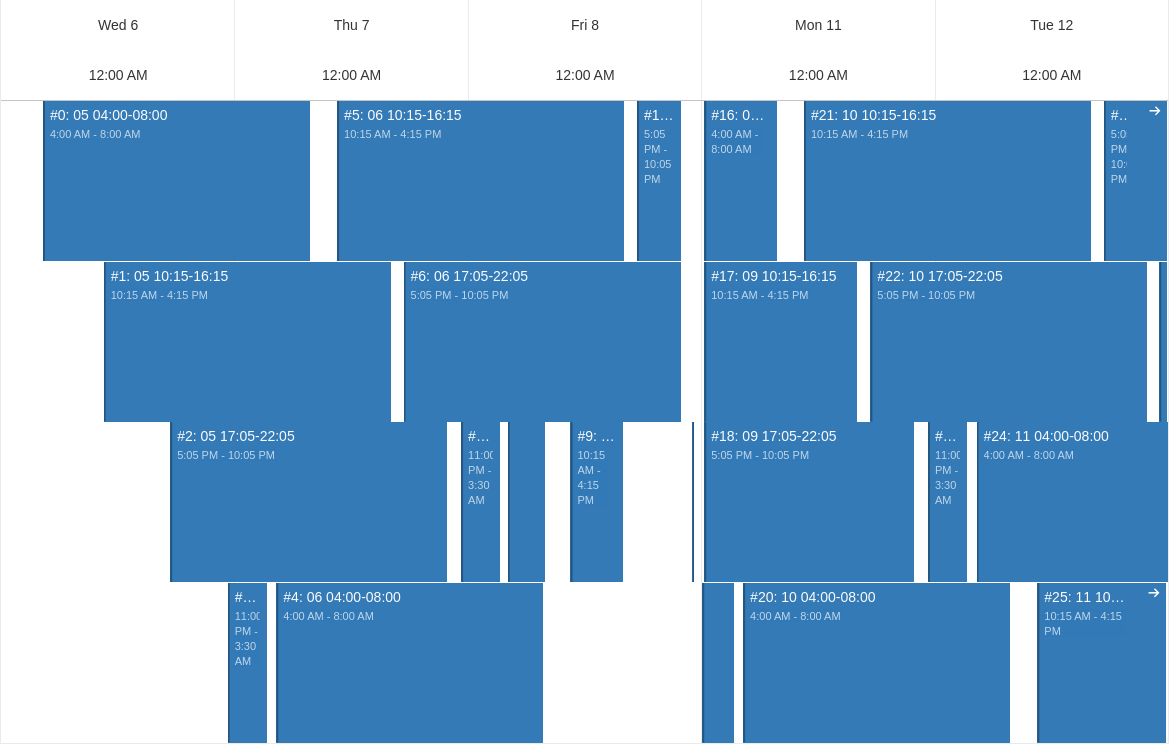 Wed 6
Thu 7
Fri 8
Mon 11
Tue 12
12:00 AM
12:00 AM
12:00 AM
12:00 AM
12:00 AM
#0: 05 04:00-08:00
4:00 AM - 8:00 AM
#5: 06 10:15-16:15
10:15 AM - 4:15 PM
#1…
5:05
PM -
10:05
PM
#16: 0…
4:00 AM -
8:00 AM
#21: 10 10:15-16:15
10:15 AM - 4:15 PM
#…
PM
PM
#1: 05 10:15-16:15
10:15 AM - 4:15 PM
#6: 06 17:05-22:05
5:05 PM - 10:05 PM
#17: 09 10:15-16:15
10:15 AM - 4:15 PM
#22: 10 17:05-22:05
5:05 PM - 10:05 PM
#2: 05 17:05-22:05
5:05 PM - 10:05 PM
#…
11:00
PM -
3:30
AM
#9: …
10:15
AM -
4:15
PM
#18: 09 17:05-22:05
5:05 PM - 10:05 PM
#…
11:00
PM -
3:30
AM
#24: 11 04:00-08:00
4:00 AM - 8:00 AM
#…
11:00
PM -
3:30
AM
#4: 06 04:00-08:00
4:00 AM - 8:00 AM
#20: 10 04:00-08:00
4:00 AM - 8:00 AM
#25: 11 10…
10:15 AM - 4:15
PM